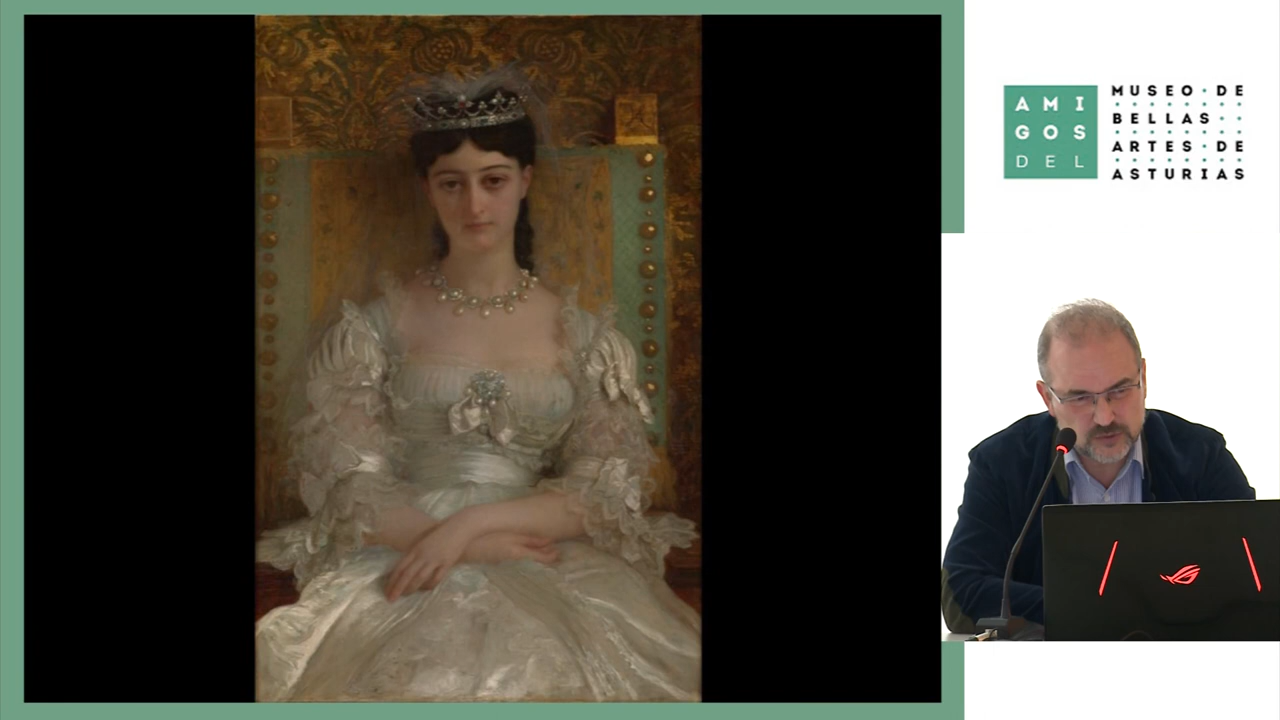 AMI
GOS
DEL
MUSEO·DE
BELLAS
ARTES·DE
ASTURIAS